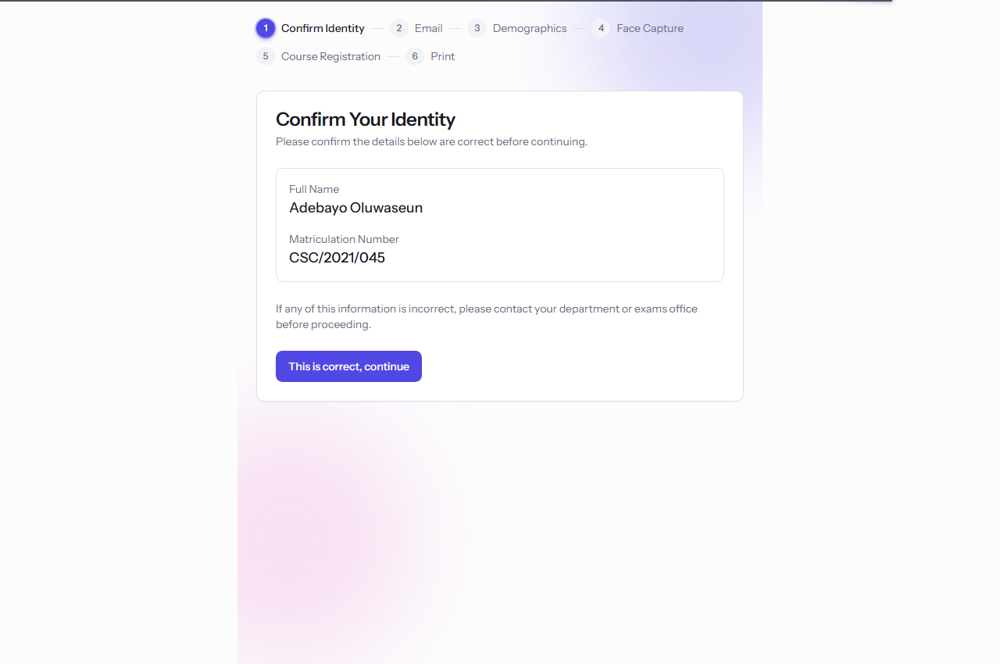 1 Confirm Identity 2 Email 3 Demographics 4 Face Capture
5 Course Registration 6 Print
Confirm Your Identity
Please confirm the details below are correct before continuing.
Full Name
Adebayo Oluwaseun
Matriculation Number
CSC/2021/045
If any of this information is incorrect, please contact your department or exams office
before proceeding.
This is correct, continue